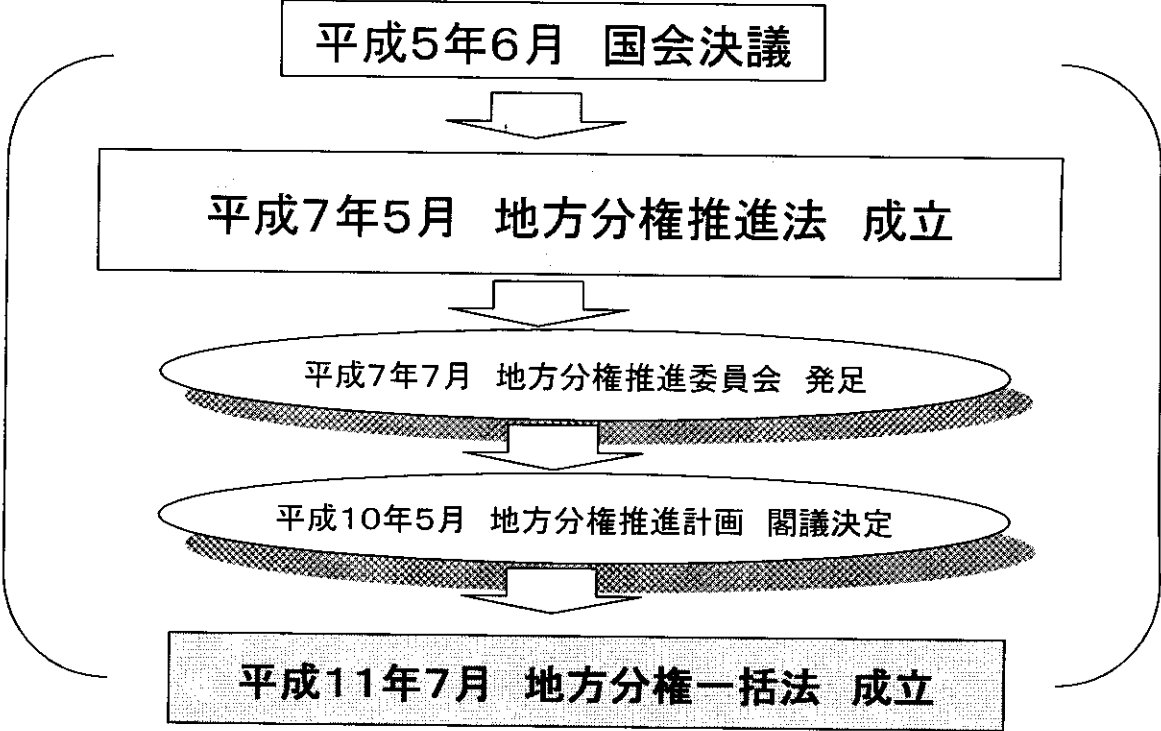 平成5年6月　国会決議
平成7年5月　地方分権推進法　成立
平成7年7月　地方分権推進委員会　発足
平成10年5月　地方分権推進計画　閣議決定
平成11年7月　地方分権一括法　成立